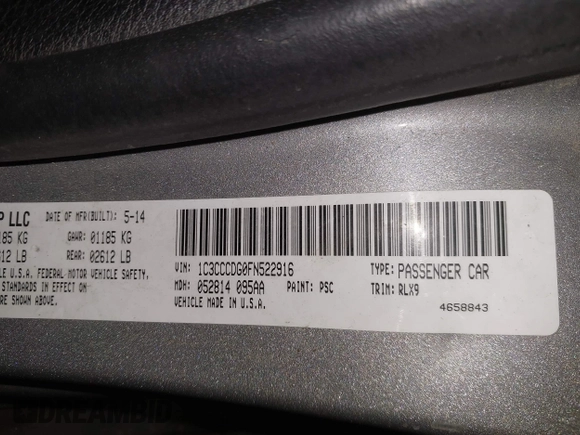 P LLC DATE OF MFR(BUILT): 5-14
185 KG GAWR: 01185 KG
612 LB REAR: 02612 LB
LE U.S.A. FEDERAL MOTOR VEHICLE SAFETY.
STANDARDS IN EFFECT ON
RE SHOWN ABOVE.
VIN: 1C3CCCDG0FN522916 TYPE: PASSENGER CAR
MDH: 052814 095AA PAINT: PSC TRIM: RLX9
VEHICLE MADE IN U.S.A. 4658843
DREAMBID